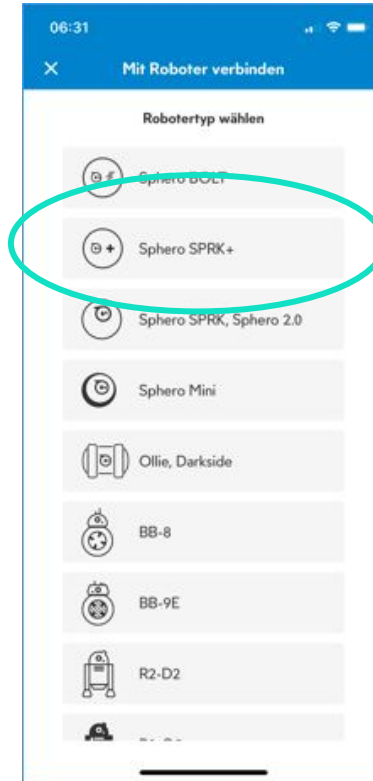 06:31
Mit Roboter verbinden
Robotertyp wählen
Sphero BOLT
Sphero SPRK+
Sphero SPRK, Sphero 2.0
Sphero Mini
Ollie, Darkside
BB-8
BB-9E
R2-D2